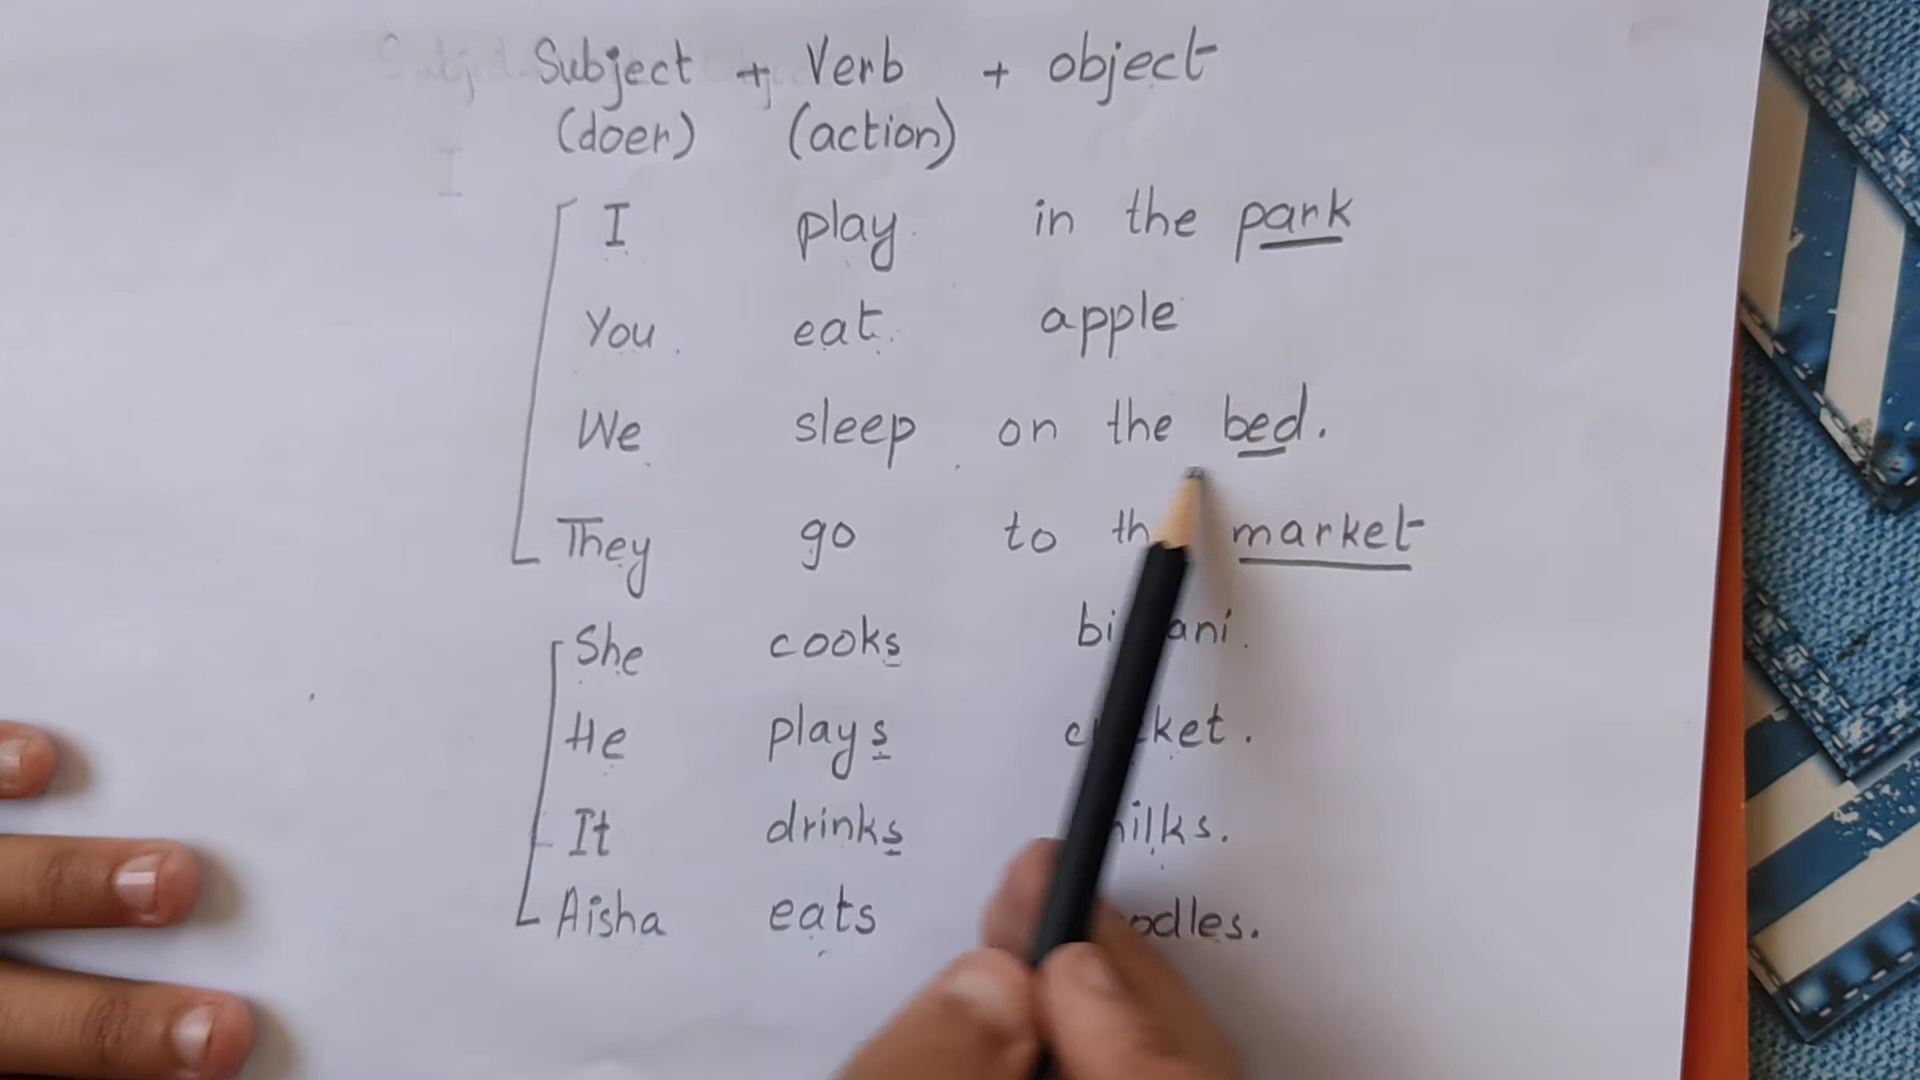 Subject + Verb + object
(doer) (action)
I play in the park
You eat apple
We sleep on the bed.
They go to market
She cooks
He plays
It drinks
Aisha eats